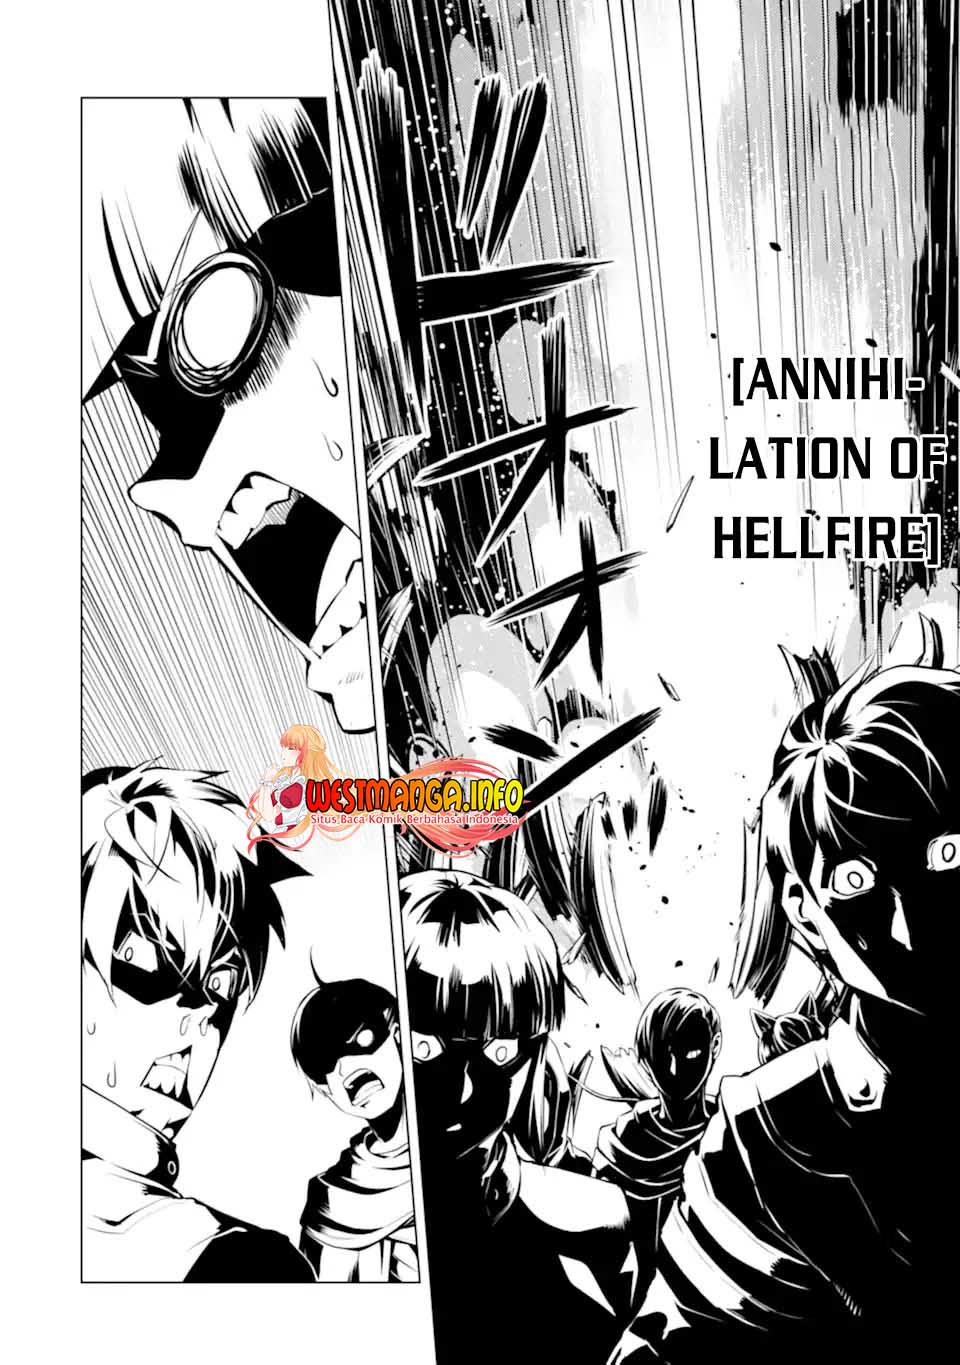 ゴオオオ
[ANNIHI-
LATION OF
HELLFIRE]
WESTMANGA.INFO
Situs Baca Komik Berbahasa Indonesia